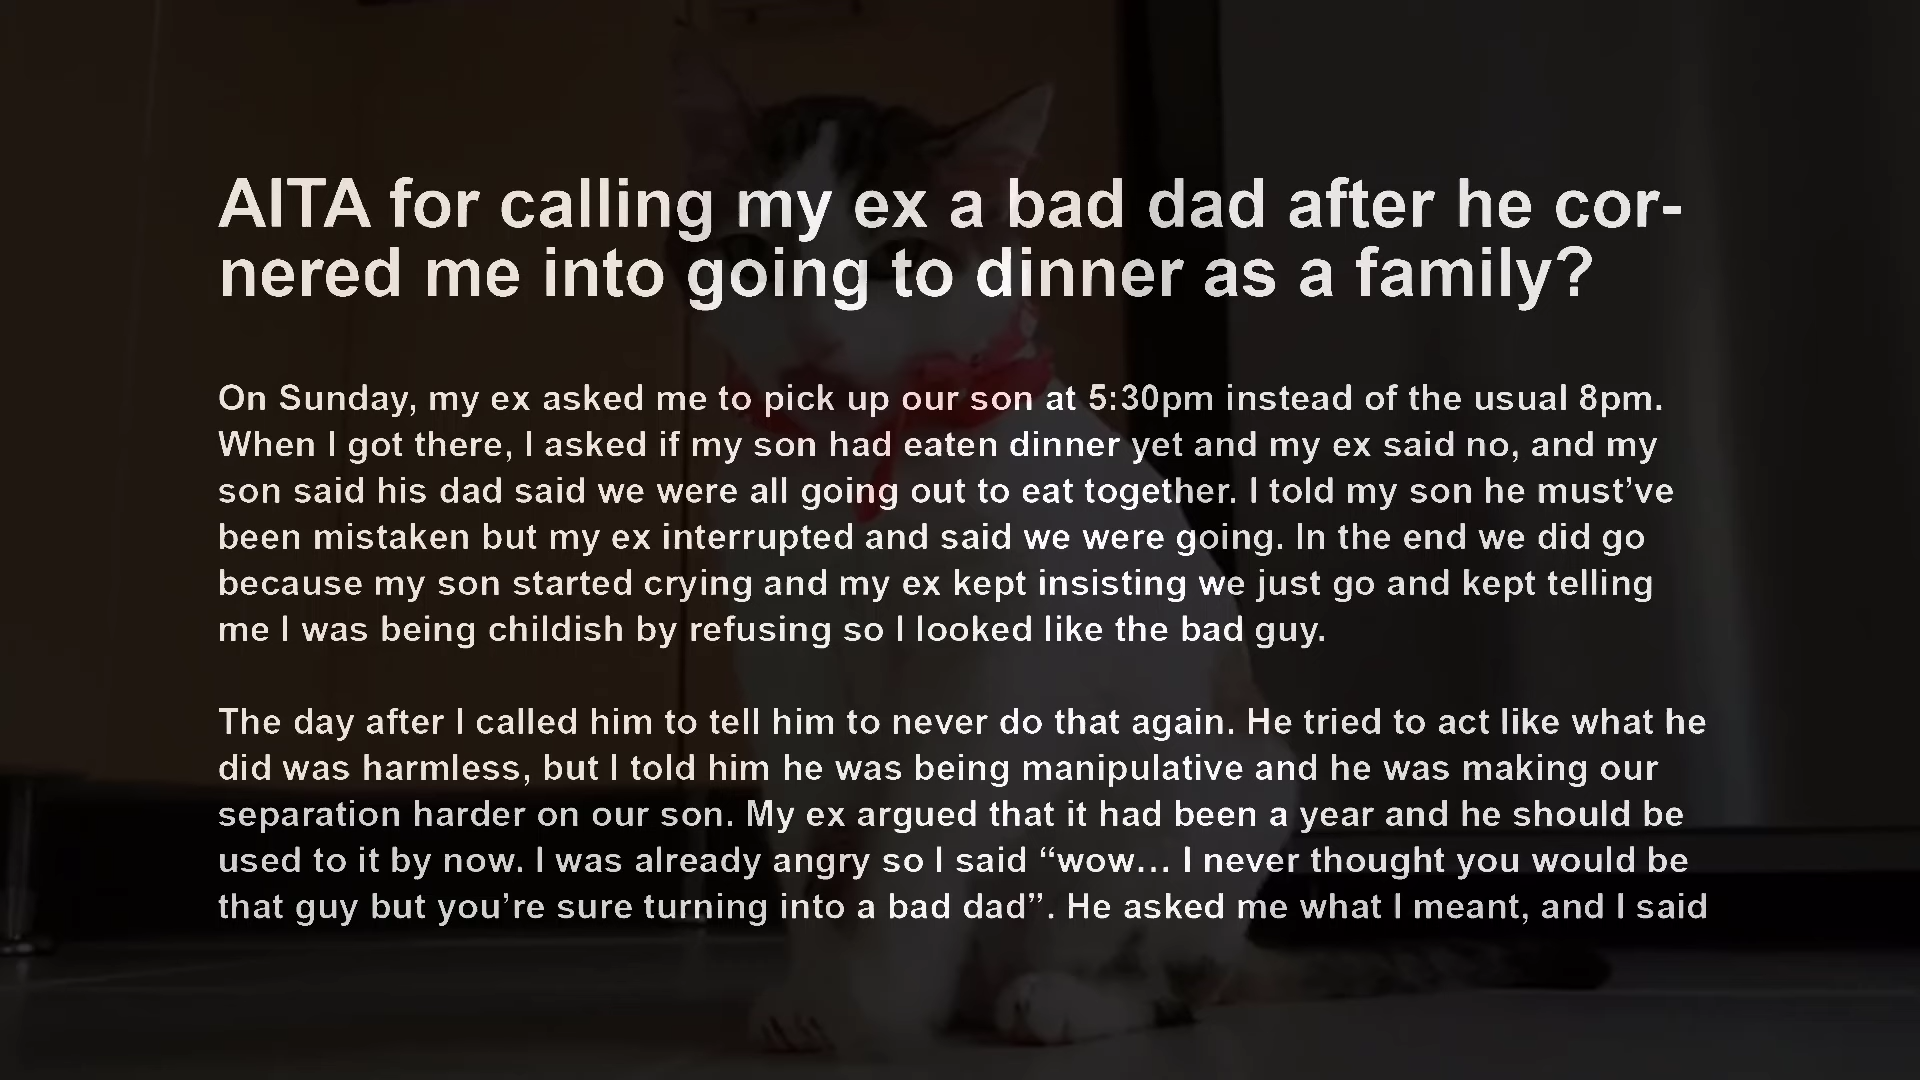 AITA for calling my ex a bad dad after he cor-
nered me into going to dinner as a family?
On Sunday, my ex asked me to pick up our son at 5:30pm instead of the usual 8pm.
When I got there, I asked if my son had eaten dinner yet and my ex said no, and my
son said his dad said we were all going out to eat together. I told my son he must’ve
been mistaken but my ex interrupted and said we were going. In the end we did go
because my son started crying and my ex kept insisting we just go and kept telling
me I was being childish by refusing so I looked like the bad guy.
The day after I called him to tell him to never do that again. He tried to act like what he
did was harmless, but I told him he was being manipulative and he was making our
separation harder on our son. My ex argued that it had been a year and he should be
used to it by now. I was already angry so I said “wow… I never thought you would be
that guy but you’re sure turning into a bad dad”. He asked me what I meant, and I said